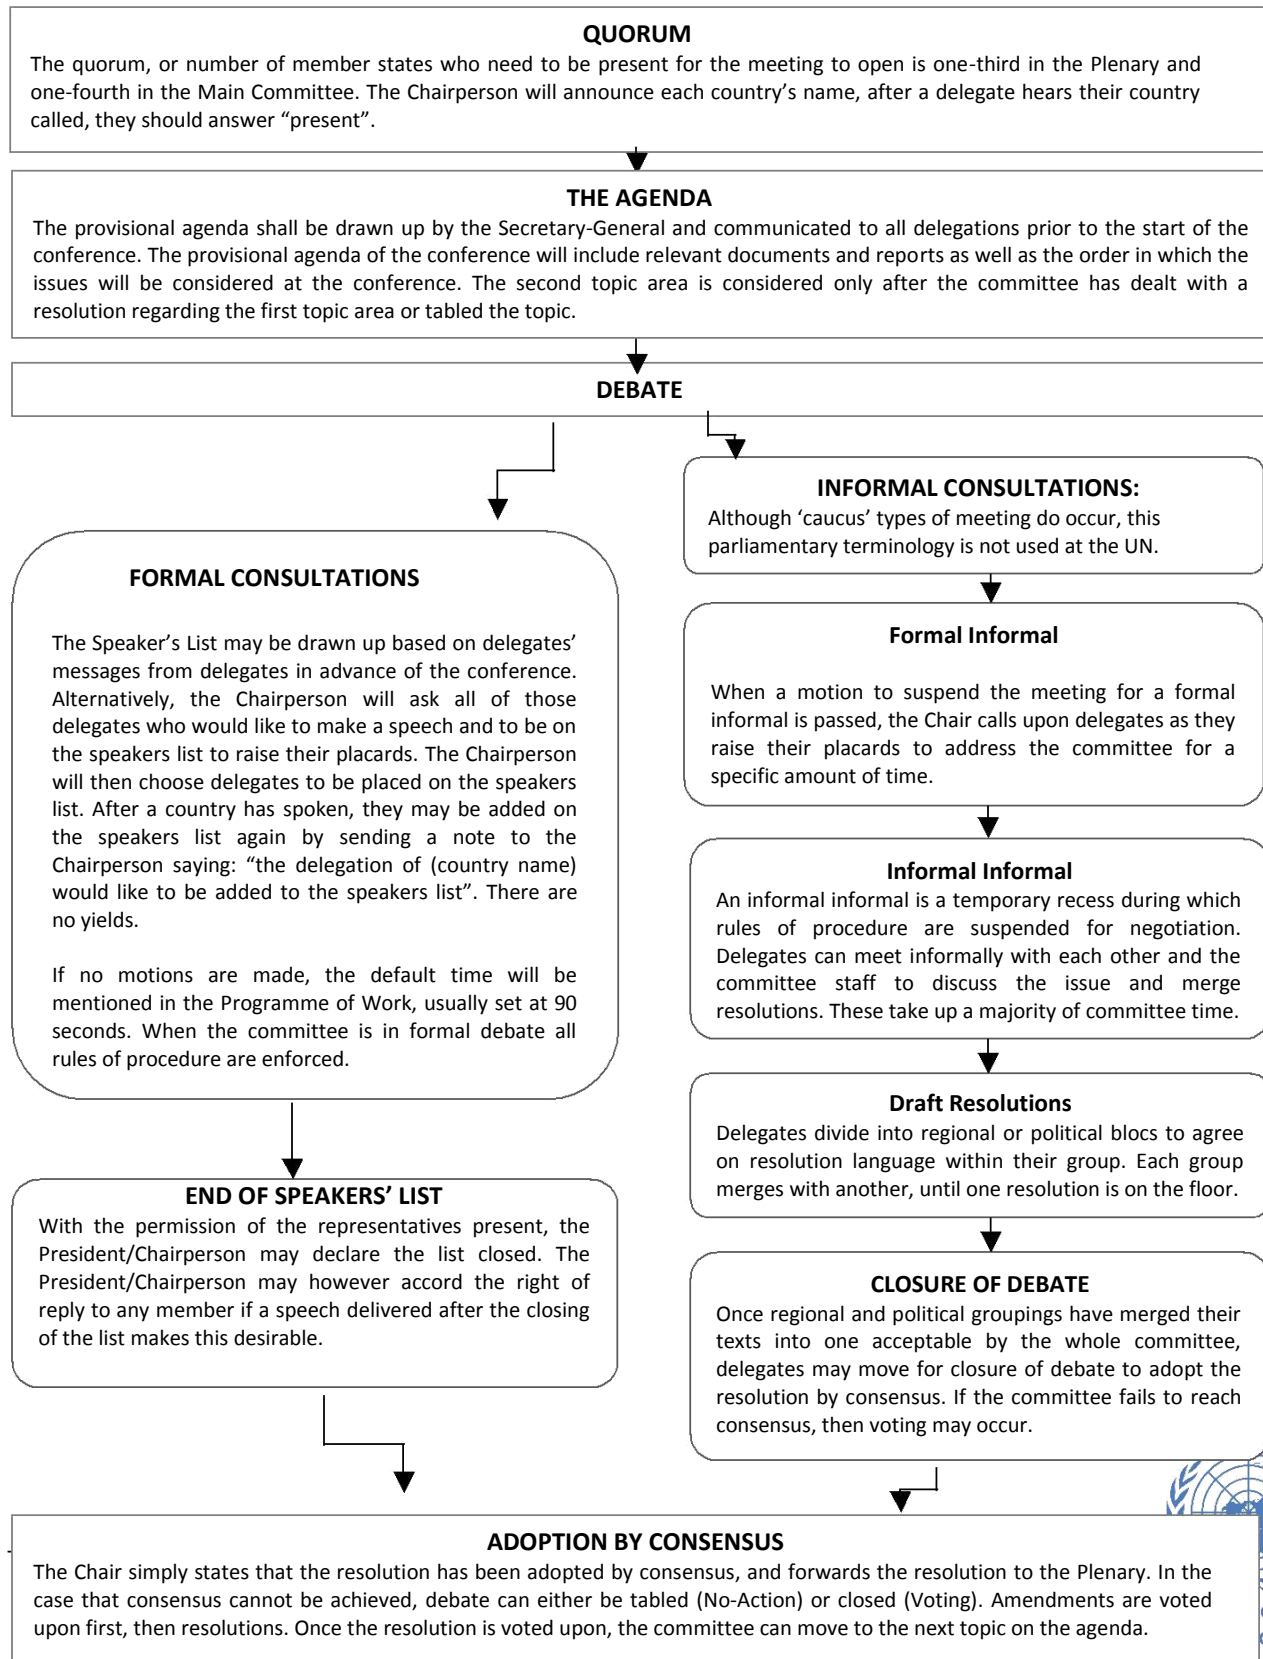 QUORUM
The quorum, or number of member states who need to be present for the meeting to open is one-third in the Plenary and
one-fourth in the Main Committee. The Chairperson will announce each country’s name, after a delegate hears their country
called, they should answer “present”.
THE AGENDA
The provisional agenda shall be drawn up by the Secretary-General and communicated to all delegations prior to the start of the
conference. The provisional agenda of the conference will include relevant documents and reports as well as the order in which the
issues will be considered at the conference. The second topic area is considered only after the committee has dealt with a
resolution regarding the first topic area or tabled the topic.
DEBATE
FORMAL CONSULTATIONS
The Speaker’s List may be drawn up based on delegates’
messages from delegates in advance of the conference.
Alternatively, the Chairperson will ask all of those
delegates who would like to make a speech and to be on
the speakers list to raise their placards. The Chairperson
will then choose delegates to be placed on the speakers
list. After a country has spoken, they may be added on
the speakers list again by sending a note to the
Chairperson saying: “the delegation of (country name)
would like to be added to the speakers list”. There are
no yields.
If no motions are made, the default time will be
mentioned in the Programme of Work, usually set at 90
seconds. When the committee is in formal debate all
rules of procedure are enforced.
END OF SPEAKERS’ LIST
With the permission of the representatives present, the
President/Chairperson may declare the list closed. The
President/Chairperson may however accord the right of
reply to any member if a speech delivered after the closing
of the list makes this desirable.
INFORMAL CONSULTATIONS:
Although ‘caucus’ types of meeting do occur, this
parliamentary terminology is not used at the UN.
Formal Informal
When a motion to suspend the meeting for a formal
informal is passed, the Chair calls upon delegates as they
raise their placards to address the committee for a
specific amount of time.
Informal Informal
An informal informal is a temporary recess during which
rules of procedure are suspended for negotiation.
Delegates can meet informally with each other and the
committee staff to discuss the issue and merge
resolutions. These take up a majority of committee time.
Draft Resolutions
Delegates divide into regional or political blocs to agree
on resolution language within their group. Each group
merges with another, until one resolution is on the floor.
CLOSURE OF DEBATE
Once regional and political groupings have merged their
texts into one acceptable by the whole committee,
delegates may move for closure of debate to adopt the
resolution by consensus. If the committee fails to reach
consensus, then voting may occur.
ADOPTION BY CONSENSUS
The Chair simply states that the resolution has been adopted by consensus, and forwards the resolution to the Plenary. In the
case that consensus cannot be achieved, debate can either be tabled (No-Action) or closed (Voting). Amendments are voted
upon first, then resolutions. Once the resolution is voted upon, the committee can move to the next topic on the agenda.